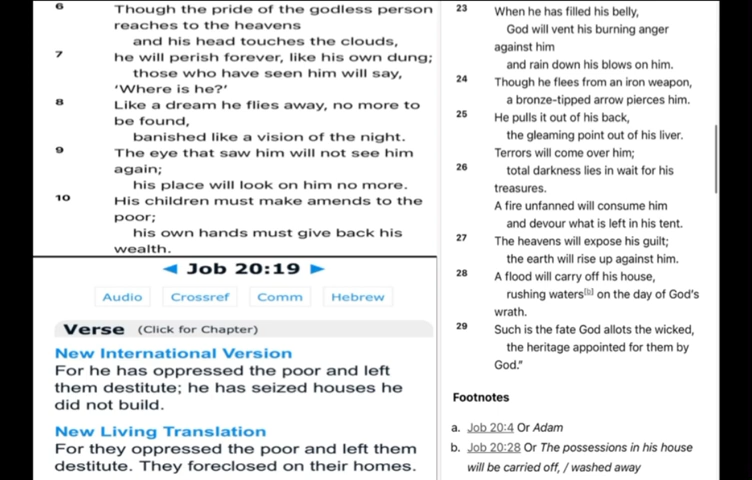 6 Though the pride of the godless person
reaches to the heavens
and his head touches the clouds,
7 he will perish forever, like his own dung;
those who have seen him will say,
‘Where is he?’
8 Like a dream he flies away, no more to
be found,
banished like a vision of the night.
9 The eye that saw him will not see him
again;
his place will look on him no more.
10 His children must make amends to the
poor;
his own hands must give back his
wealth.
◄ Job 20:19 ►
Audio Crossref Comm Hebrew
Verse (Click for Chapter)
New International Version
For he has oppressed the poor and left
them destitute; he has seized houses he
did not build.
New Living Translation
For they oppressed the poor and left them
destitute. They foreclosed on their homes.
23 When he has filled his belly,
God will vent his burning anger
against him
and rain down his blows on him.
24 Though he flees from an iron weapon,
a bronze-tipped arrow pierces him.
25 He pulls it out of his back,
the gleaming point out of his liver.
Terrors will come over him;
26 total darkness lies in wait for his
treasures.
A fire unfanned will consume him
and devour what is left in his tent.
27 The heavens will expose his guilt;
the earth will rise up against him.
28 A flood will carry off his house,
rushing waters[b] on the day of God’s
wrath.
29 Such is the fate God allots the wicked,
the heritage appointed for them by
God.”
Footnotes
a. Job 20:4 Or Adam
b. Job 20:28 Or The possessions in his house
will be carried off, / washed away